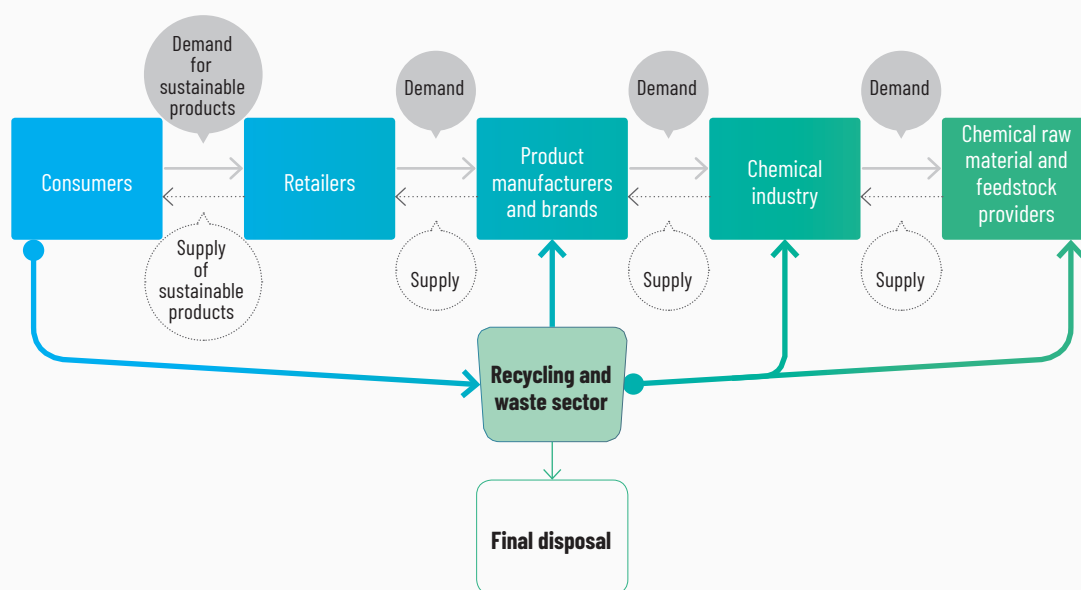 Demand
for
sustainable
products
Demand
Demand
Demand
Consumers
Retailers
Product
manufacturers
and brands
Chemical
industry
Chemical raw
material and
feedstock
providers
Supply
of
sustainable
products
Supply
Supply
Supply
Recycling and
waste sector
Final disposal